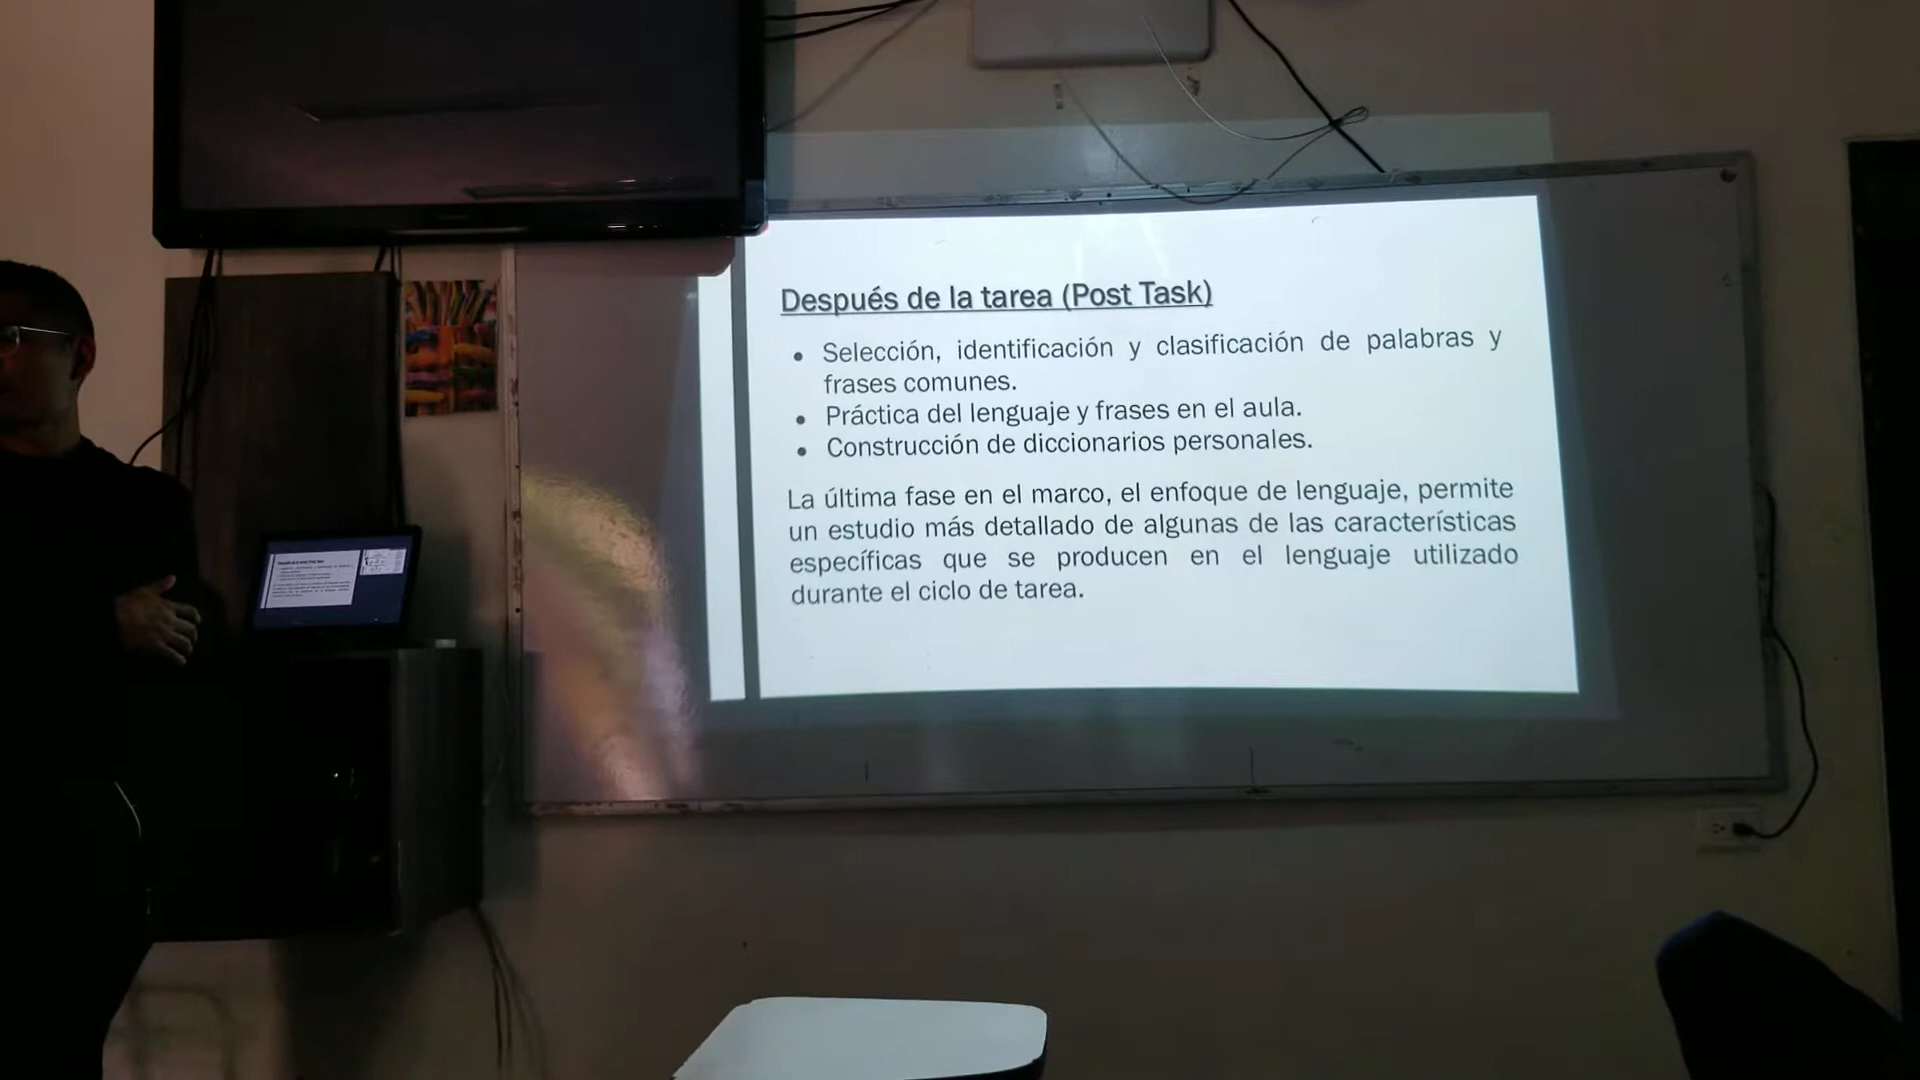 Después de la tarea (Post Task)
• Selección, identificación y clasificación de palabras y
frases comunes.
• Práctica del lenguaje y frases en el aula.
• Construcción de diccionarios personales.
La última fase en el marco, el enfoque de lenguaje, permite
un estudio más detallado de algunas de las características
específicas que se producen en el lenguaje utilizado
durante el ciclo de tarea.